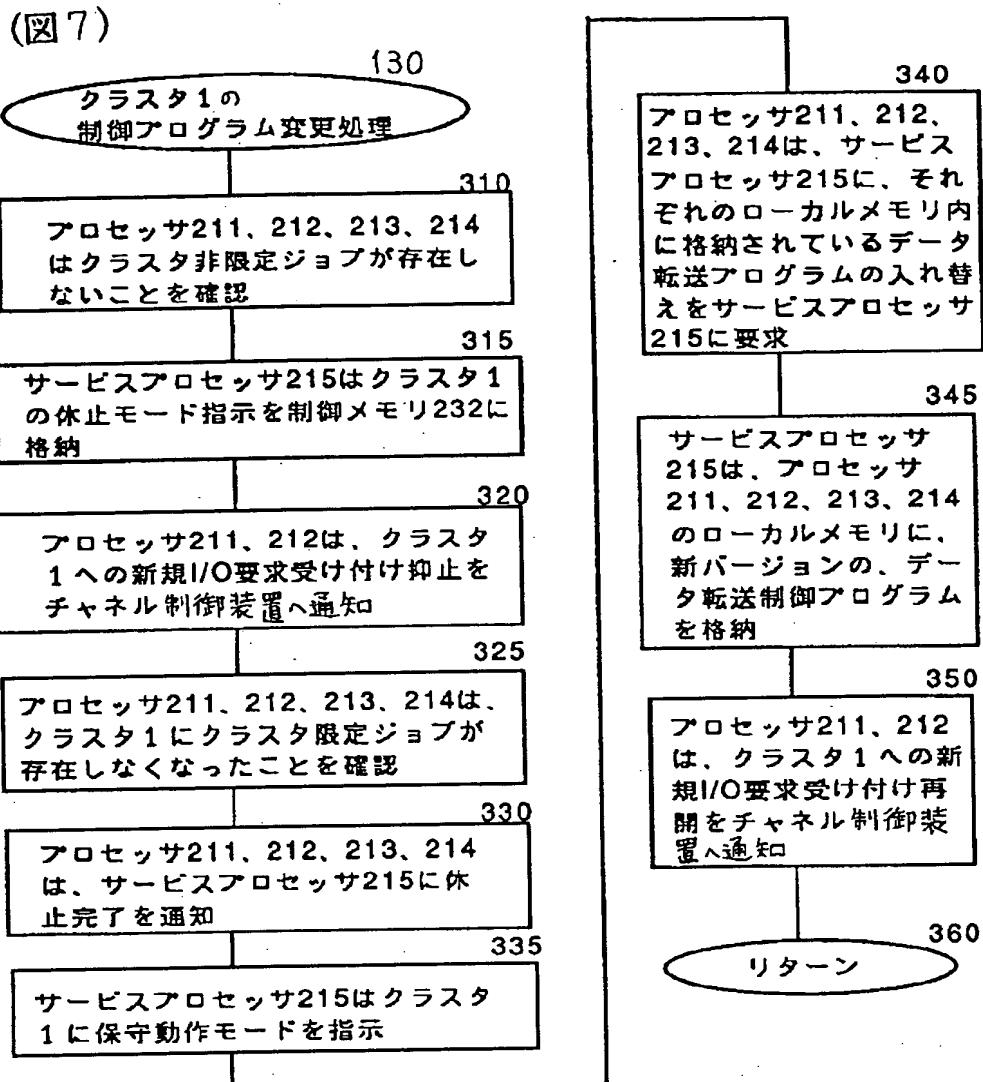 (図7)
130
クラスタ1の
制御プログラム変更処理
310
プロセッサ211、212、213、214
はクラスタ非限定ジョブが存在し
ないことを確認
315
サービスプロセッサ215はクラスタ1
の休止モード指示を制御メモリ232に
格納
320
プロセッサ211、212は、クラスタ
1への新規I/O要求受け付け抑止を
チャネル制御装置へ通知
325
プロセッサ211、212、213、214は、
クラスタ1にクラスタ限定ジョブが
存在しなくなったことを確認
330
プロセッサ211、212、213、214
は、サービスプロセッサ215に休
止完了を通知
335
サービスプロセッサ215はクラスタ
1に保守動作モードを指示
340
プロセッサ211、212、
213、214は、サービス
プロセッサ215に、それ
ぞれのローカルメモリ内
に格納されているデータ
転送プログラムの入れ替
えをサービスプロセッサ
215に要求
345
サービスプロセッサ
215は、プロセッサ
211、212、213、214
のローカルメモリに、
新バージョンの、デー
タ転送制御プログラム
を格納
350
プロセッサ211、212
は、クラスタ1への新
規I/O要求受け付け再
開をチャネル制御装
置へ通知
360
リターン